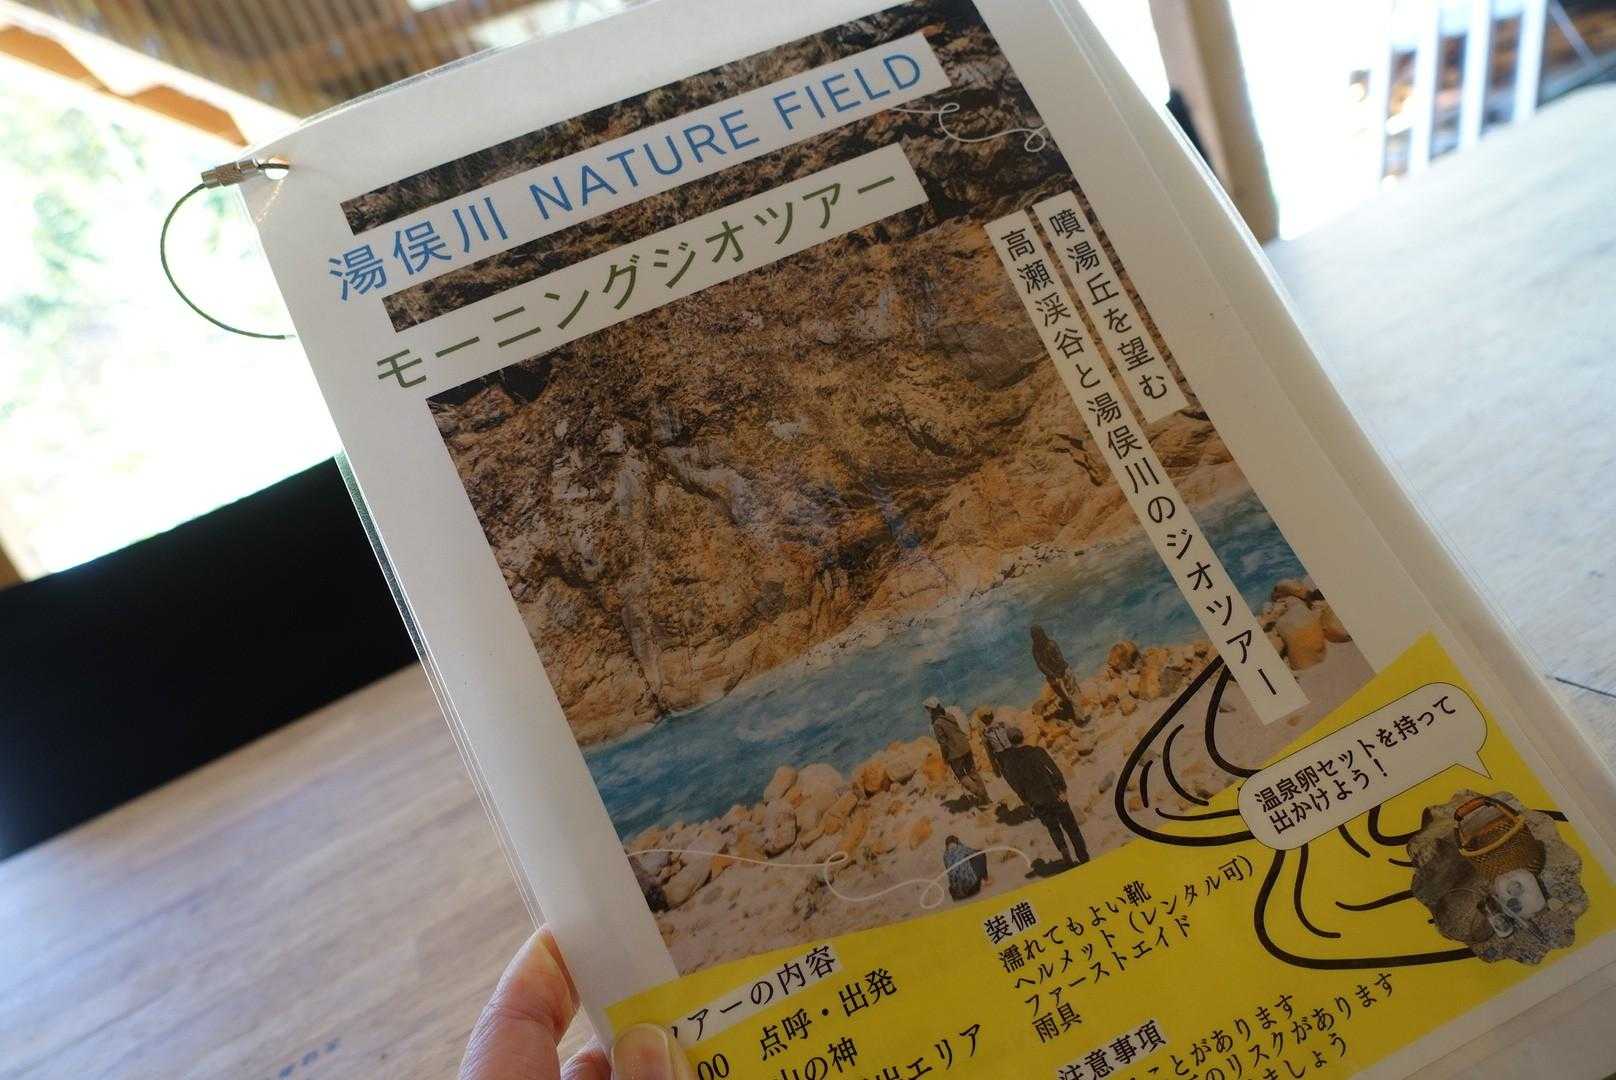 湯俣川 NATURE FIELD
モーニングジオツアー
噴湯丘を望む
高瀬渓谷と湯俣川のジオツアー
温泉卵セットを持って
出かけよう！
装備
濡れてもよい靴
ヘルメット（レンタル可）
ファーストエイド
雨具
ツアーの内容
00 点呼・出発
山の神
出エリア
注意事項
ことがあります
のリスクがあります
ましょう